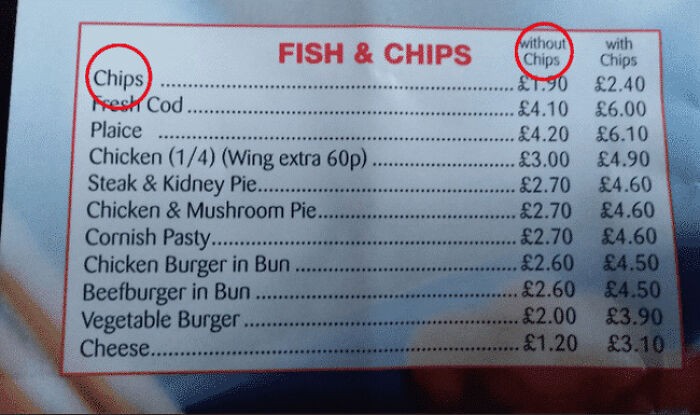 FISH & CHIPS without Chips with Chips
Chips ........................................................ £1.90 £2.40
Fresh Cod ................................................... £4.10 £6.00
Plaice ........................................................ £4.20 £6.10
Chicken (1/4) (Wing extra 60p) ........................ £3.00 £4.90
Steak & Kidney Pie........................................ £2.70 £4.60
Chicken & Mushroom Pie.............................. £2.70 £4.60
Cornish Pasty............................................... £2.70 £4.60
Chicken Burger in Bun ................................... £2.60 £4.50
Beefburger in Bun ......................................... £2.60 £4.50
Vegetable Burger .......................................... £2.00 £3.90
Cheese........................................................ £1.20 £3.10